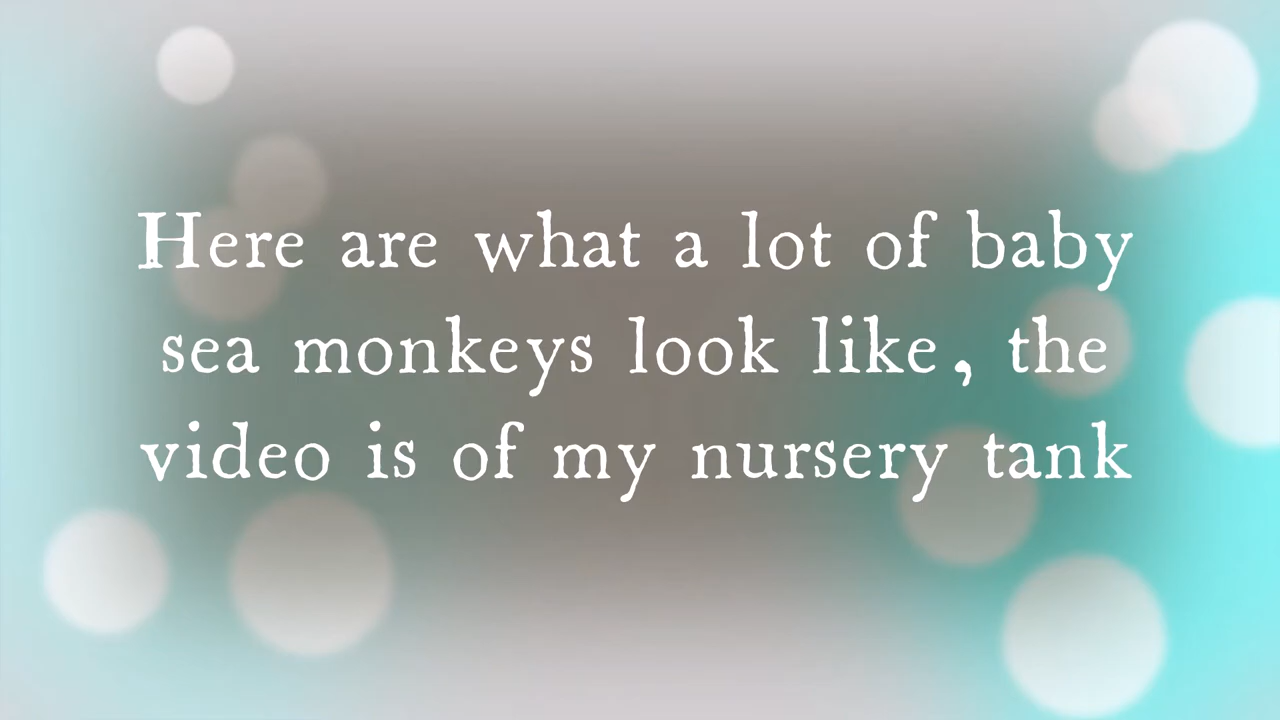 Here are what a lot of baby
sea monkeys look like, the
video is of my nursery tank